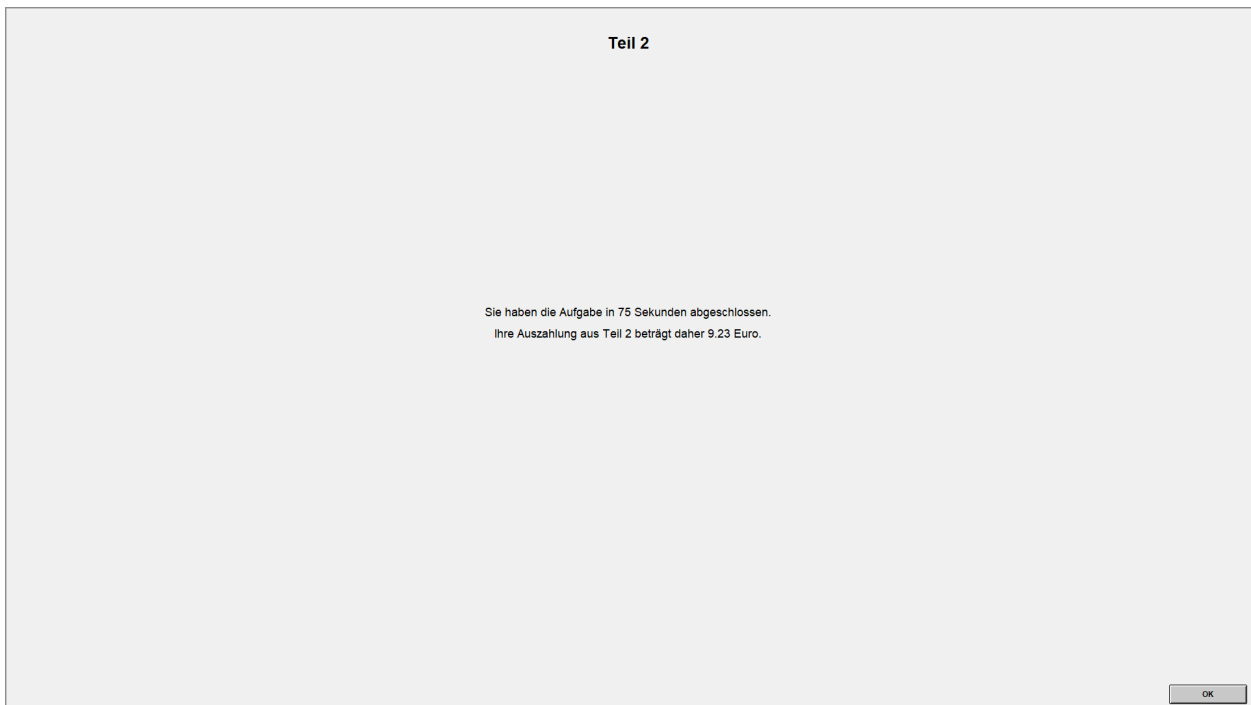 Teil 2
Sie haben die Aufgabe in 75 Sekunden abgeschlossen.
Ihre Auszahlung aus Teil 2 beträgt daher 9.23 Euro.
OK